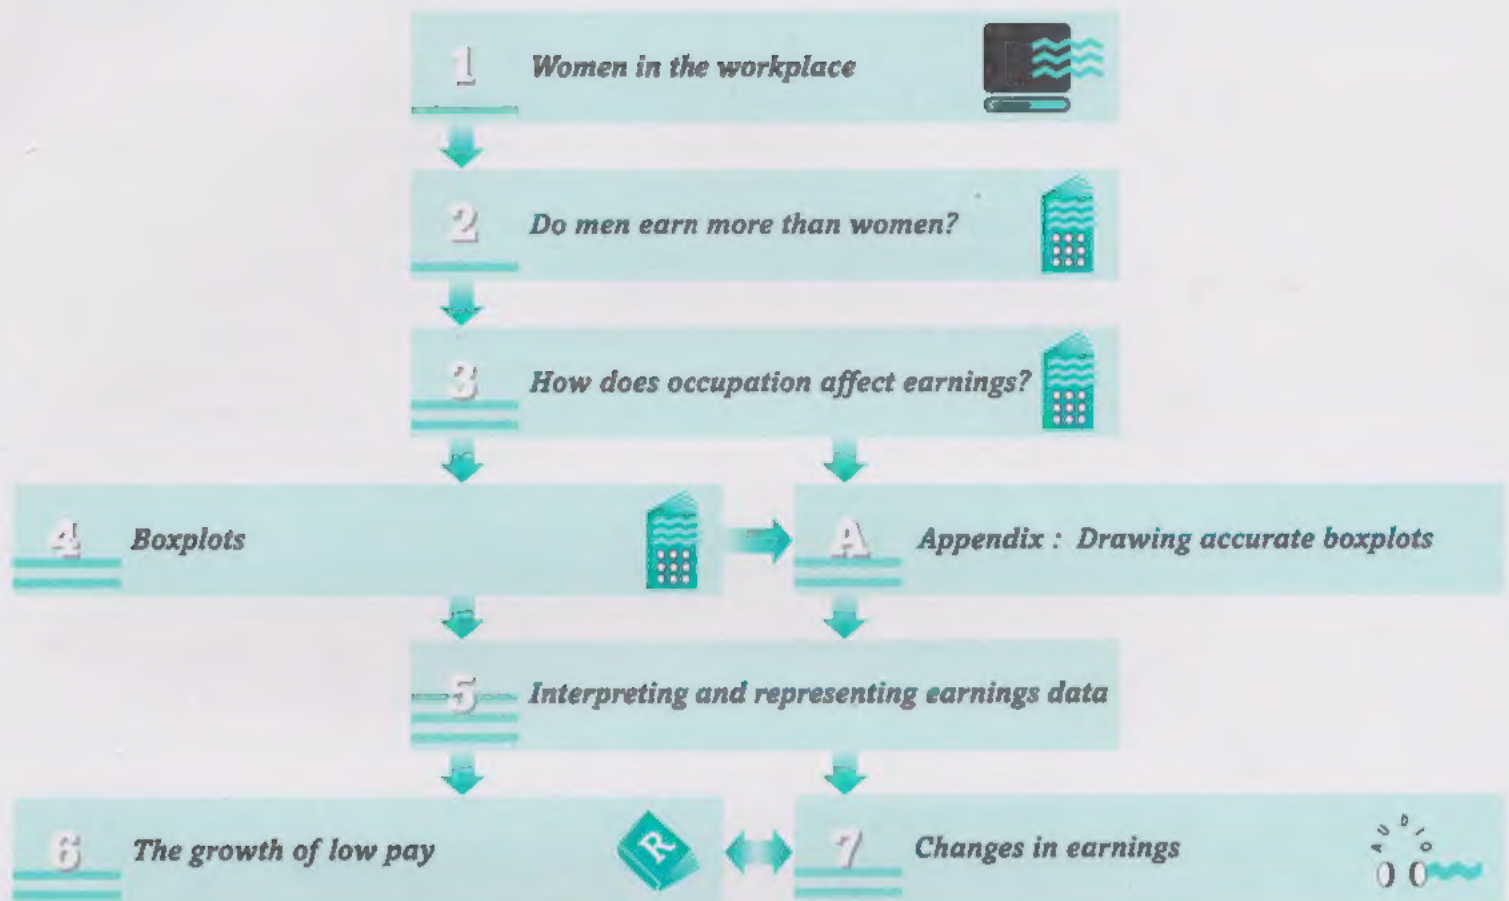 1 Women in the workplace
2 Do men earn more than women?
3 How does occupation affect earnings?
4 Boxplots
A Appendix : Drawing accurate boxplots
5 Interpreting and representing earnings data
6 The growth of low pay
R
7 Changes in earnings
AUDIO